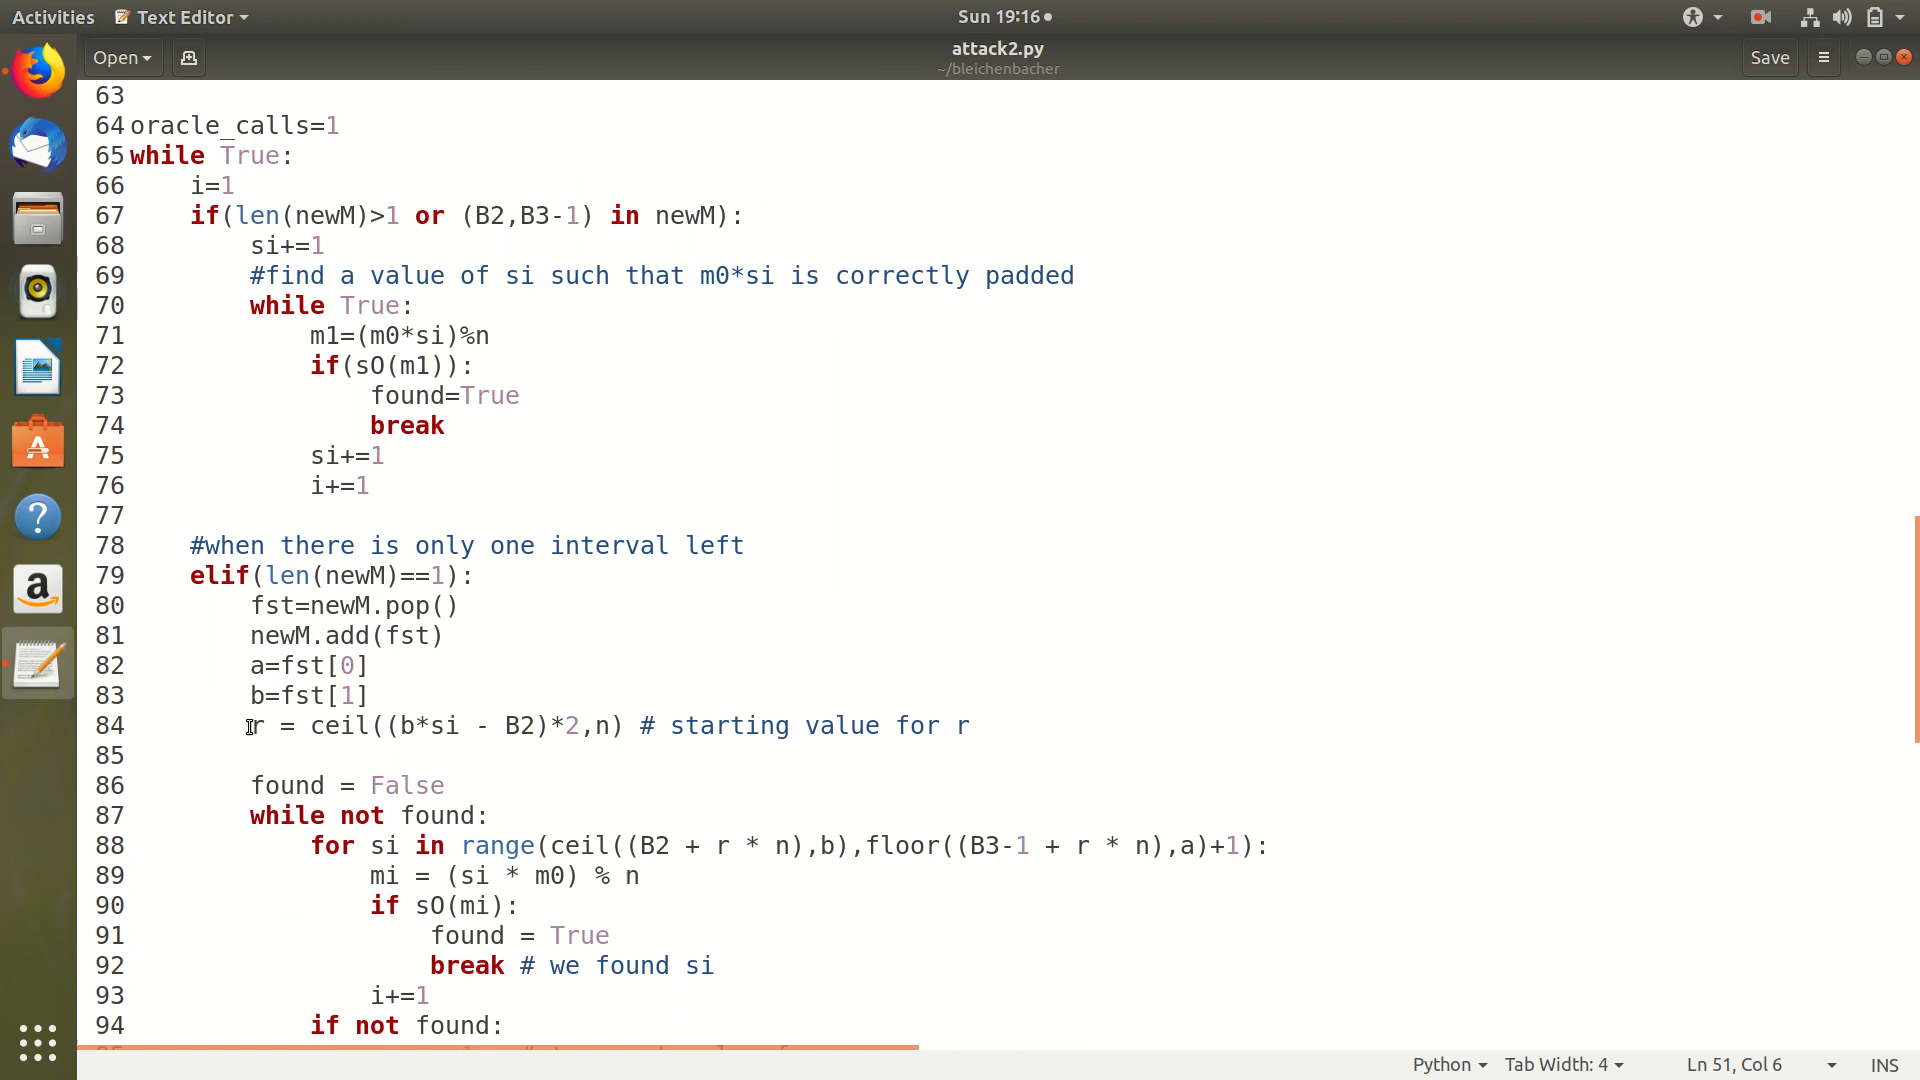 Activities Text Editor Sun 19:16
Open attack2.py Save
~/bleichenbacher
63
64 oracle_calls=1
65 while True:
66 i=1
67 if(len(newM)>1 or (B2,B3-1) in newM):
68 si+=1
69 #find a value of si such that m0*si is correctly padded
70 while True:
71 m1=(m0*si)%n
72 if(sO(m1)):
73 found=True
74 break
75 si+=1
76 i+=1
77
78 #when there is only one interval left
79 elif(len(newM)==1):
80 fst=newM.pop()
81 newM.add(fst)
82 a=fst[0]
83 b=fst[1]
84 r = ceil((b*si - B2)*2,n) # starting value for r
85
86 found = False
87 while not found:
88 for si in range(ceil((B2 + r * n),b),floor((B3-1 + r * n),a)+1):
89 mi = (si * m0) % n
90 if sO(mi):
91 found = True
92 break # we found si
93 i+=1
94 if not found:
Python Tab Width: 4 Ln 51, Col 6 INS